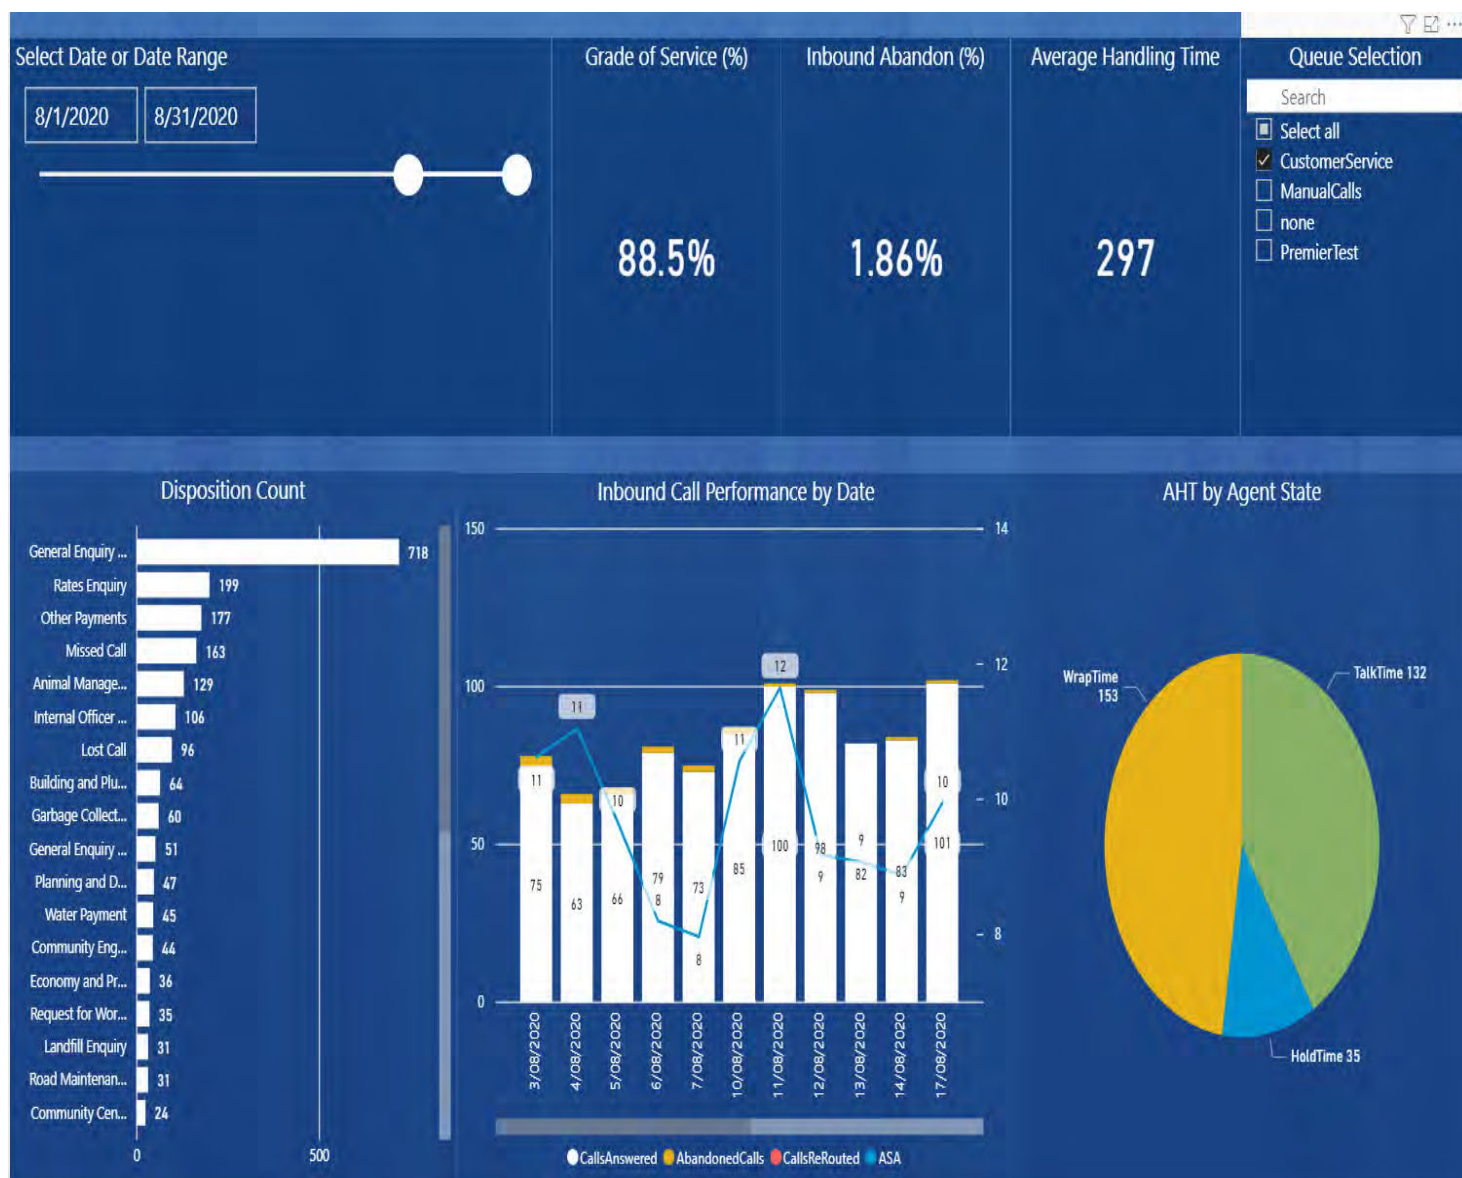 Select Date or Date Range
8/1/2020
8/31/2020
Grade of Service (%)
88.5%
Inbound Abandon (%)
1.86%
Average Handling Time
297
Queue Selection
Search
Select all
CustomerService
ManualCalls
none
PremierTest
Disposition Count
General Enquiry ... 718
Rates Enquiry 199
Other Payments 177
Missed Call 163
Animal Manage... 129
Internal Officer ... 106
Lost Call 96
Building and Plu... 64
Garbage Collect... 60
General Enquiry ... 51
Planning and D... 47
Water Payment 45
Community Eng... 44
Economy and Pr... 36
Request for Wor... 35
Landfill Enquiry 31
Road Maintenan... 31
Community Cen... 24
0 500
Inbound Call Performance by Date
150 14
12
12
100
11
11
11
10
10
10
50
100
98
9
101
79
73
85
9
82
83
9
75
63
66
8
8
8
0
3/08/2020
4/08/2020
5/08/2020
6/08/2020
7/08/2020
10/08/2020
11/08/2020
12/08/2020
13/08/2020
14/08/2020
17/08/2020
CallsAnswered AbandonedCalls CallsReRouted ASA
AHT by Agent State
WrapTime
153
TalkTime 132
HoldTime 35